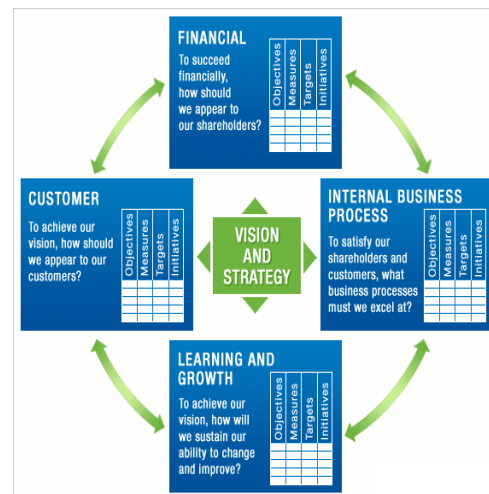 FINANCIAL
To succeed
financially,
how should
we appear to
our shareholders?
Objectives
Measures
Targets
Initiatives
CUSTOMER
To achieve our
vision, how should
we appear to our
customers?
Objectives
Measures
Targets
Initiatives
VISION
AND
STRATEGY
INTERNAL BUSINESS
PROCESS
To satisfy our
shareholders and
customers, what
business processes
must we excel at?
Objectives
Measures
Targets
Initiatives
LEARNING AND
GROWTH
To achieve our
vision, how will
we sustain our
ability to change
and improve?
Objectives
Measures
Targets
Initiatives